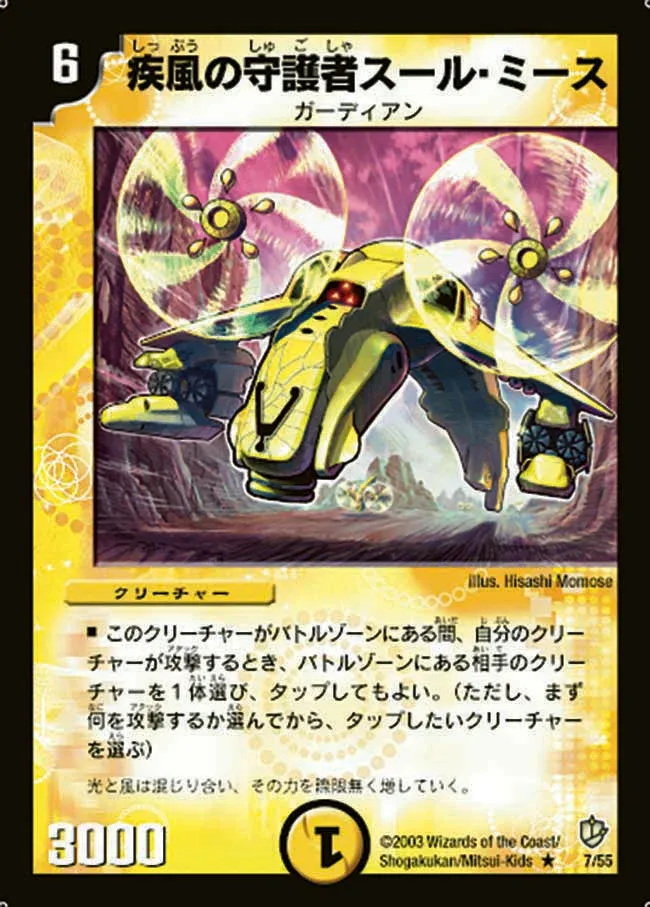 6
しっぷう しゅごしゃ
疾風の守護者スール・ミース
ガーディアン
illus. Hisashi Momose
クリーチャー
■ このクリーチャーがバトルゾーンにある間、自分のクリー
チャーが攻撃するとき、バトルゾーンにある相手のクリー
チャーを1体選び、タップしてもよい。(ただし、まず
何を攻撃するか選んでから、タップしたいクリーチャー
を選ぶ)
光と風は混じり合い、その力を際限無く増していく。
3000
1
©2003 Wizards of the Coast/
Shogakukan/Mitsui-Kids ★ 7/55